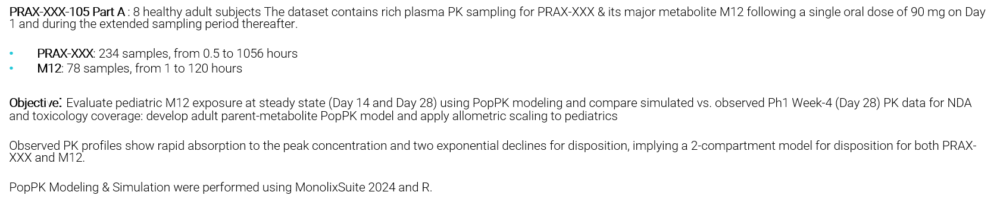 PRAX-XXX-105 Part A : 8 healthy adult subjects The dataset contains rich plasma PK sampling for PRAX-XXX & its major metabolite M12 following a single oral dose of 90 mg on Day
1 and during the extended sampling period thereafter.
• PRAX-XXX: 234 samples, from 0.5 to 1056 hours
• M12: 78 samples, from 1 to 120 hours
Objective: Evaluate pediatric M12 exposure at steady state (Day 14 and Day 28) using PopPK modeling and compare simulated vs. observed Ph1 Week-4 (Day 28) PK data for NDA
and toxicology coverage: develop adult parent-metabolite PopPK model and apply allometric scaling to pediatrics
Observed PK profiles show rapid absorption to the peak concentration and two exponential declines for disposition, implying a 2-compartment model for disposition for both PRAX-
XXX and M12.
PopPK Modeling & Simulation were performed using MonolixSuite 2024 and R.